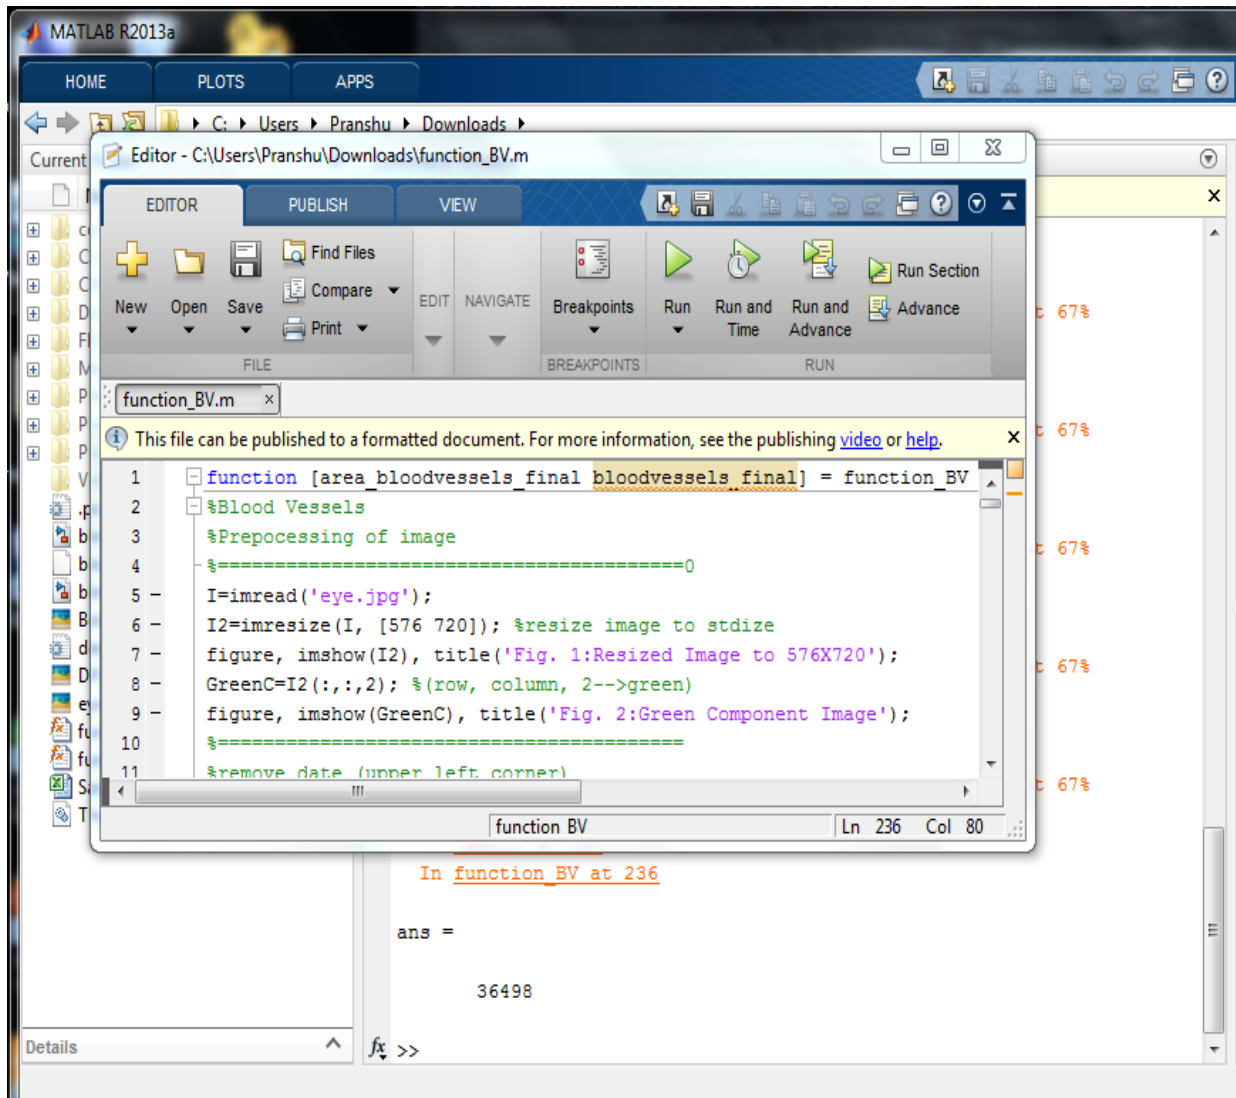 MATLAB R2013a
HOME PLOTS APPS
C: Users Pranshu Downloads
Current
Editor - C:\Users\Pranshu\Downloads\function_BV.m
EDITOR PUBLISH VIEW
Find Files
Compare
Print
New Open Save
EDIT NAVIGATE
Breakpoints
Run
Run and Time
Run and Advance
Run Section
Advance
FILE BREAKPOINTS RUN
function_BV.m
This file can be published to a formatted document. For more information, see the publishing video or help.
1 function [area_bloodvessels_final bloodvessels_final] = function_BV
2 %Blood Vessels
3 %Prepocessing of image
4 %=========================================0
5 - I=imread('eye.jpg');
6 - I2=imresize(I, [576 720]); %resize image to stdize
7 - figure, imshow(I2), title('Fig. 1:Resized Image to 576X720');
8 - GreenC=I2(:,:,2); %(row, column, 2-->green)
9 - figure, imshow(GreenC), title('Fig. 2:Green Component Image');
10 %=========================================
11 %remove date (upper left corner)
function BV Ln 236 Col 80
67%
67%
67%
67%
67%
In function_BV at 236
ans =
36498
Details
fx >>